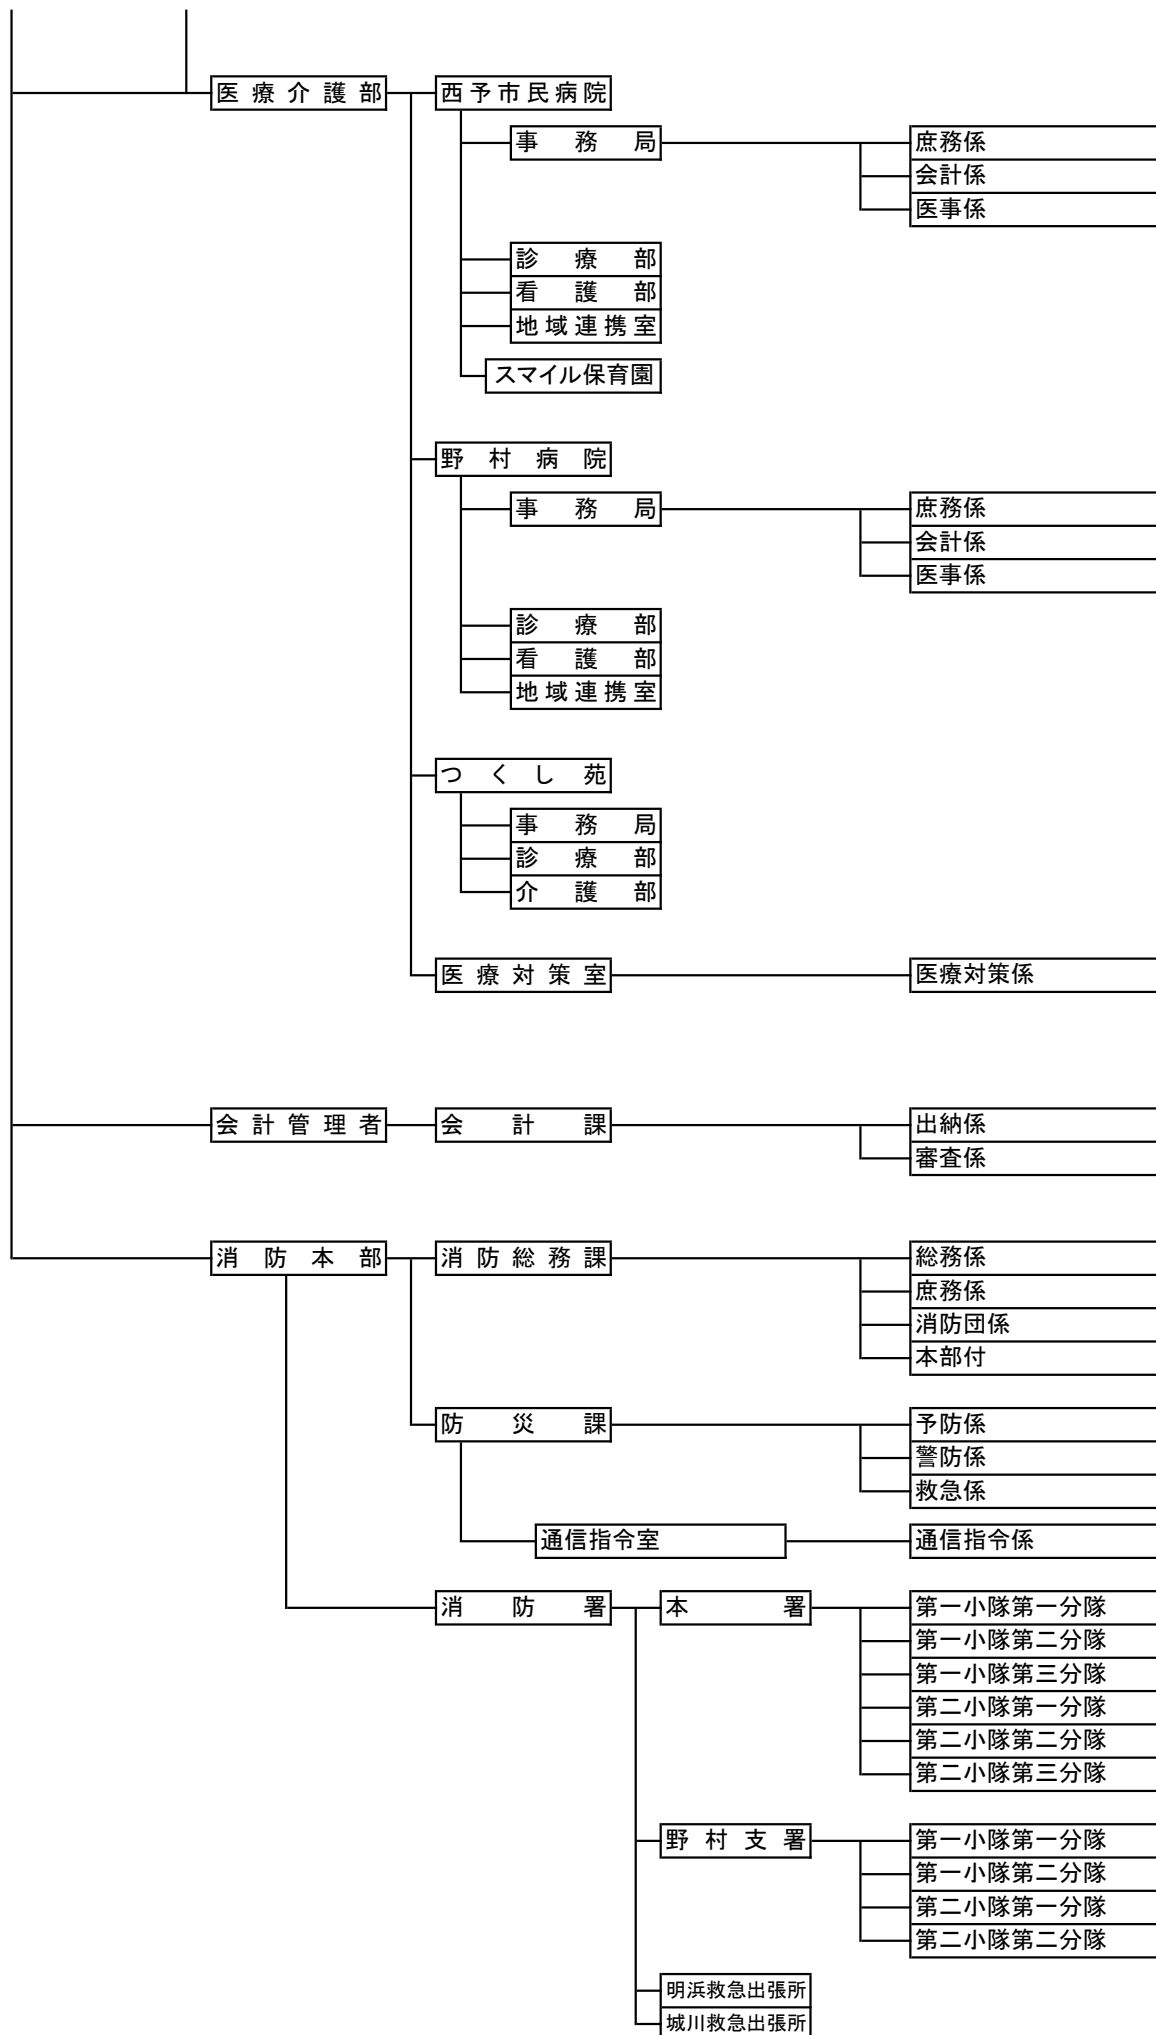 医療介護部 西予市民病院
事務局 庶務係
会計係
医事係
診療部
看護部
地域連携室
スマイル保育園
野村病院
事務局 庶務係
会計係
医事係
診療部
看護部
地域連携室
つくし苑
事務局
診療部
介護部
医療対策室 医療対策係
会計管理者 会計課 出納係
審査係
消防本部 消防総務課 総務係
庶務係
消防団係
本部付
防災課 予防係
警防係
救急係
通信指令室 通信指令係
消防署 本署 第一小隊第一分隊
第一小隊第二分隊
第一小隊第三分隊
第二小隊第一分隊
第二小隊第二分隊
第二小隊第三分隊
野村支署 第一小隊第一分隊
第一小隊第二分隊
第二小隊第一分隊
第二小隊第二分隊
明浜救急出張所
城川救急出張所